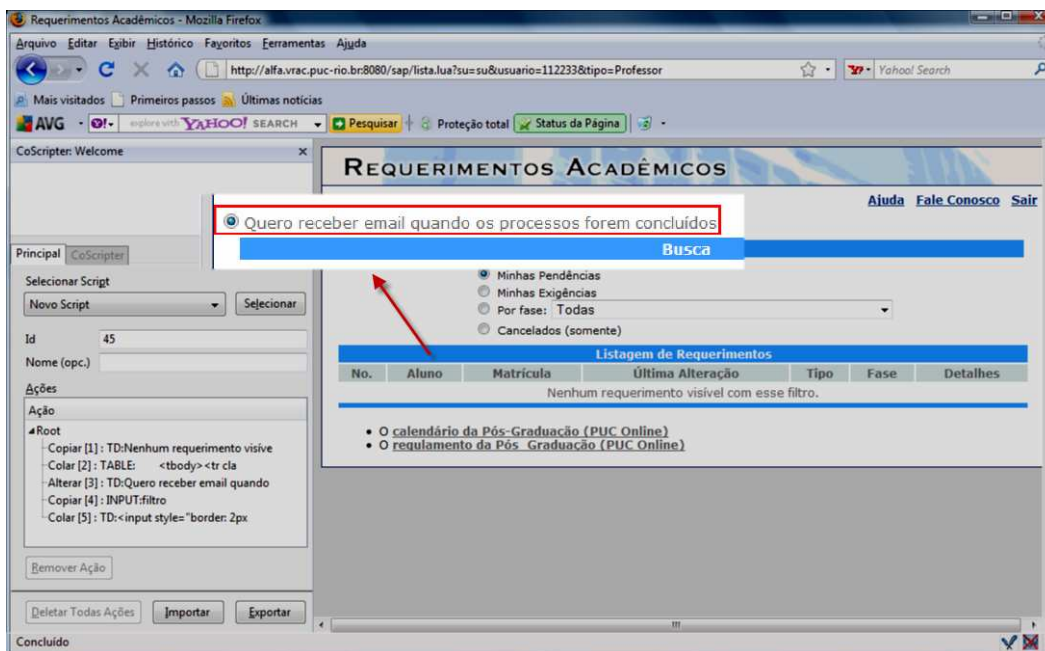 Requerimentos Acadêmicos - Mozilla Firefox
Arquivo Editar Exibir Histórico Favoritos Ferramentas Ajuda
http://alfa.vrac.puc-rio.br:8080/sap/lista.lua?su=su&usuario=112233&tipo=Professor
Yahoo! Search
Mais visitados Primeiros passos Últimas notícias
AVG explore with YAHOO! SEARCH Pesquisar Proteção total Status da Página
CoScripter: Welcome
Principal CoScripter
Selecionar Script
Novo Script Selecionar
Id 45
Nome (opc.)
Ações
Ação
Root
Copiar [1] : TD:Nenhum requerimento visíve
Colar [2] : TABLE: <tbody><tr cla
Alterar [3] : TD:Quero receber email quando
Copiar [4] : INPUT:filtro
Colar [5] : TD:<input style="border: 2px
Remover Ação
Deletar Todas Ações Importar Exportar
REQUERIMENTOS ACADÊMICOS
Ajuda Fale Conosco Sair
Quero receber email quando os processos forem concluídos
Busca
Minhas Pendências
Minhas Exigências
Por fase: Todas
Cancelados (somente)
Listagem de Requerimentos
No. Aluno Matrícula Última Alteração Tipo Fase Detalhes
Nenhum requerimento visível com esse filtro.
• O calendário da Pós-Graduação (PUC Online)
• O regulamento da Pós Graduação (PUC Online)
Concluído